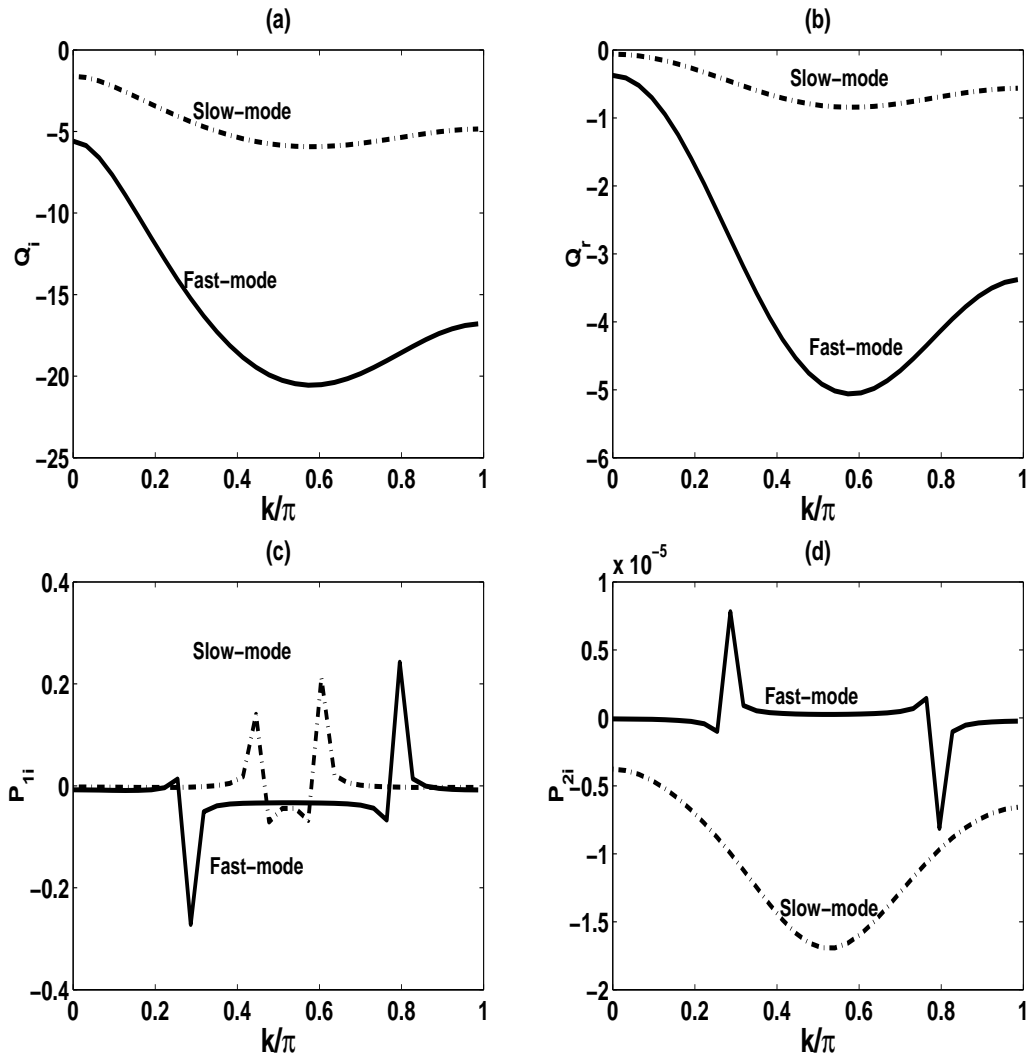 (a)
0
−5
−10
−15
−20
−25
Q_i
Slow−mode
Fast−mode
0 0.2 0.4 0.6 0.8 1
k/π
(b)
0
−1
−2
−3
−4
−5
−6
Q_r
Slow−mode
Fast−mode
0 0.2 0.4 0.6 0.8 1
k/π
(c)
0.4
0.2
0
−0.2
−0.4
P_{1i}
Slow−mode
Fast−mode
0 0.2 0.4 0.6 0.8 1
k/π
(d)
x 10^{−5}
1
0.5
0
−0.5
−1
−1.5
−2
P_{i2i}
Fast−mode
Slow−mode
0 0.2 0.4 0.6 0.8 1
k/π